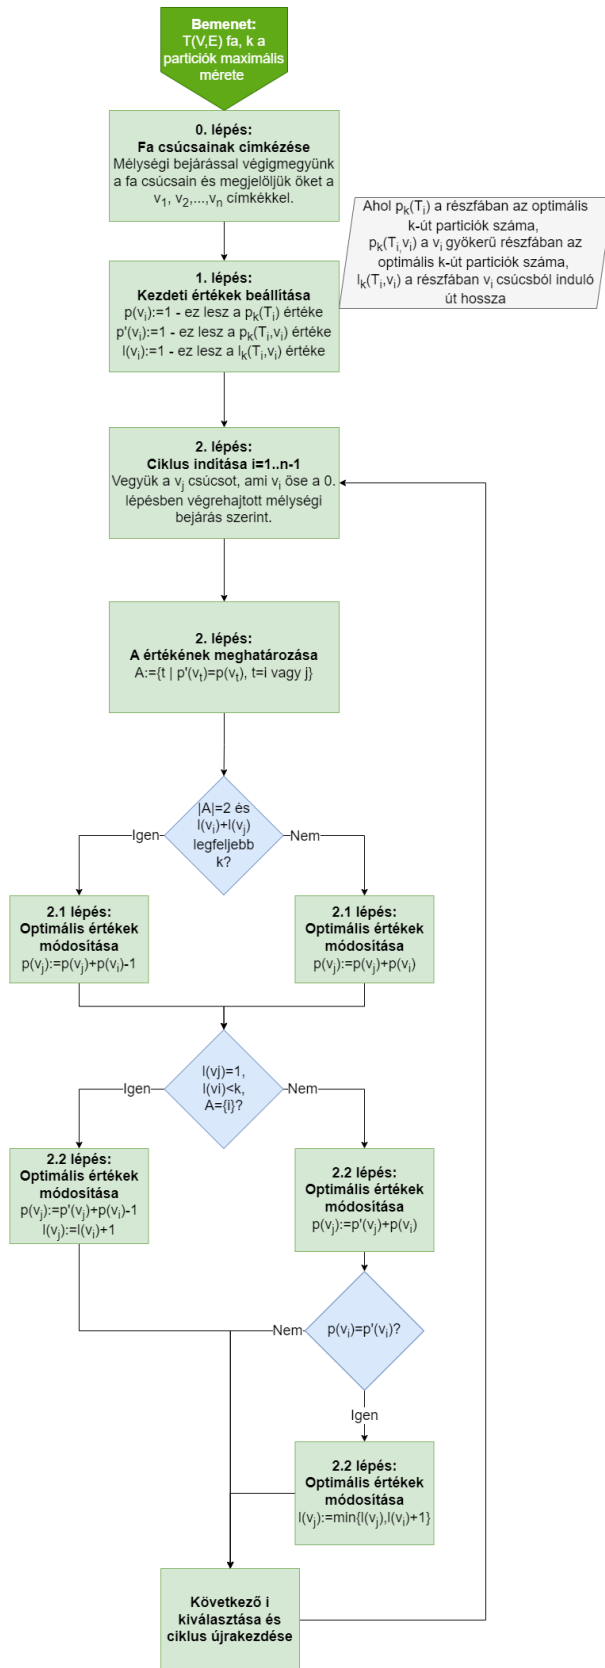 Bemenet:
T(V,E) fa, k a
particiók maximális
mérete
0. lépés:
Fa csúcsainak címkézése
Mélységi bejárással végigmegyünk
a fa csúcsain és megjelöljük őket a
v₁, v₂,...,vₙ címkékkel.
Ahol pₖ(Tᵢ) a részfában az optimális
k-út particiók száma,
pₖ(Tᵢ,vᵢ) a vᵢ gyökerű részfában az
optimális k-út particiók száma,
lₖ(Tᵢ,vᵢ) a részfában vᵢ csúcsból induló
út hossza
1. lépés:
Kezdeti értékek beállítása
p(vᵢ):=1 - ez lesz a pₖ(Tᵢ) értéke
p'(vᵢ):=1 - ez lesz a pₖ(Tᵢ,vᵢ) értéke
l(vᵢ):=1 - ez lesz a lₖ(Tᵢ,vᵢ) értéke
2. lépés:
Ciklus indítása i=1..n-1
Vegyük a vⱼ csúcsot, ami vᵢ őse a 0.
lépésben végrehajtott mélységi
bejárás szerint.
2. lépés:
A értékének meghatározása
A:={t | p'(vₜ)=p(vₜ), t=i vagy j}
|A|=2 és
l(vᵢ)+l(vⱼ)
legfeljebb
k?
Igen
Nem
2.1 lépés:
Optimális értékek
módosítása
p(vⱼ):=p(vⱼ)+p(vᵢ)-1
2.1 lépés:
Optimális értékek
módosítása
p(vⱼ):=p(vⱼ)+p(vᵢ)
l(vj)=1,
l(vi)<k,
A={i}?
Igen
Nem
2.2 lépés:
Optimális értékek
módosítása
p(vⱼ):=p'(vⱼ)+p(vᵢ)-1
l(vⱼ):=l(vᵢ)+1
2.2 lépés:
Optimális értékek
módosítása
p(vⱼ):=p'(vⱼ)+p(vᵢ)
Nem
p(vᵢ)=p'(vᵢ)?
Igen
2.2 lépés:
Optimális értékek
módosítása
l(vⱼ):=min{l(vⱼ),l(vᵢ)+1}
Következő i
kiválasztása és
ciklus újrakezdése